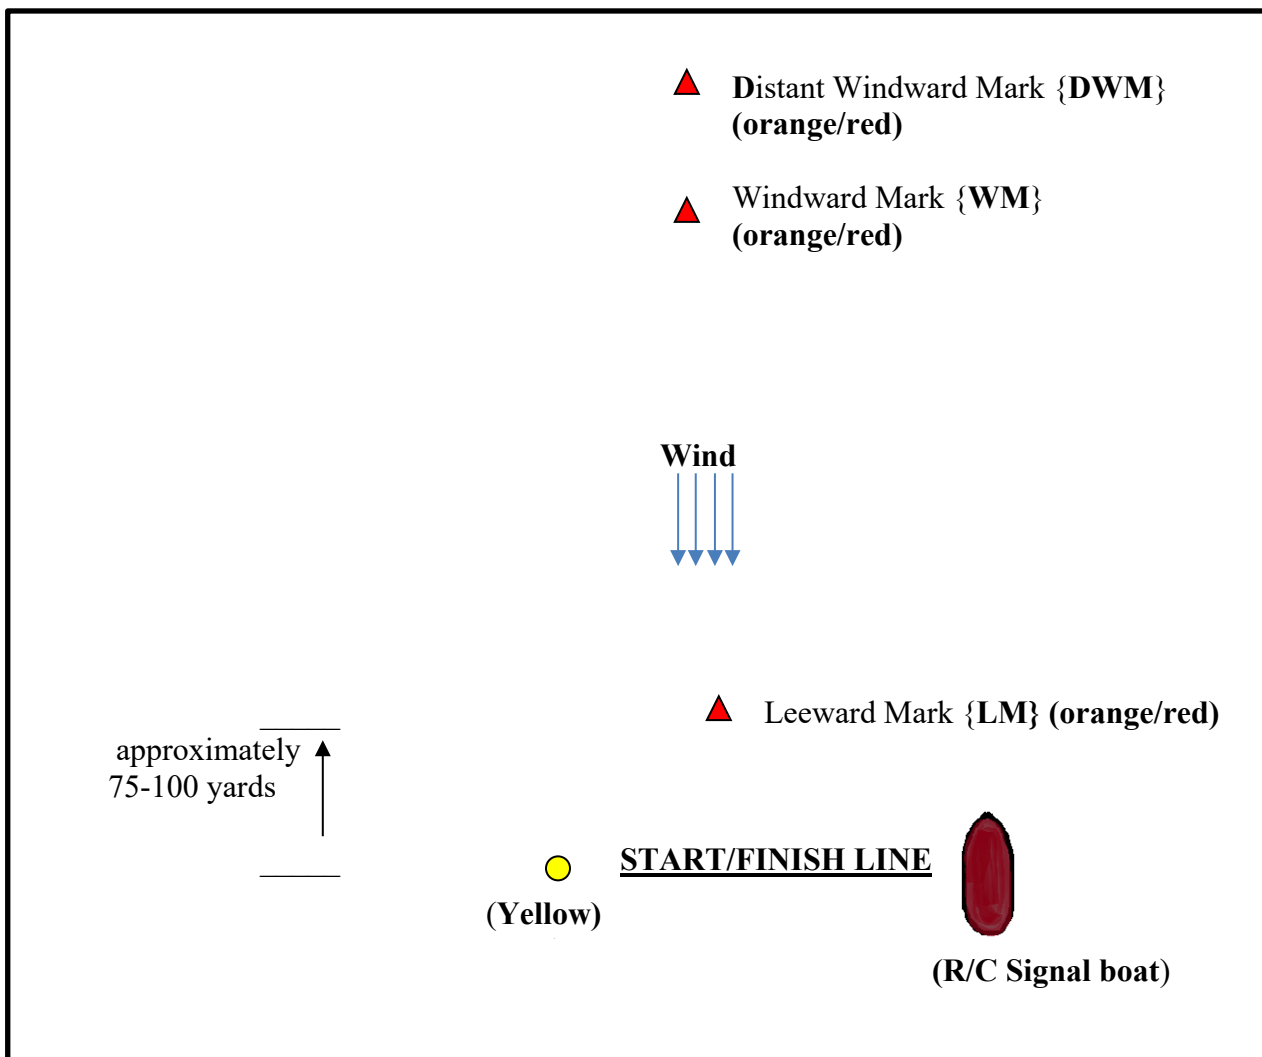 Distant Windward Mark {DWM}
(orange/red)
Windward Mark {WM}
(orange/red)
Wind
Leeward Mark {LM} (orange/red)
approximately
75-100 yards
START/FINISH LINE
(Yellow)
(R/C Signal boat)